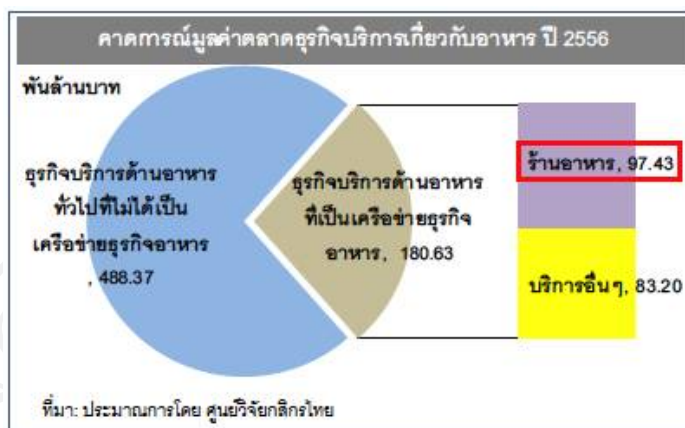 คาดการณ์มูลค่าตลาดธุรกิจบริการเกี่ยวกับอาหาร ปี 2556
พันล้านบาท
ธุรกิจบริการด้านอาหาร
ทั่วไปที่ไม่ได้เป็น
เครือข่ายธุรกิจอาหาร
, 488.37
ธุรกิจบริการด้านอาหาร
ที่เป็นเครือข่ายธุรกิจ
อาหาร, 180.63
ร้านอาหาร, 97.43
บริการอื่นๆ, 83.20
ที่มา: ประมาณการโดย ศูนย์วิจัยกสิกรไทย